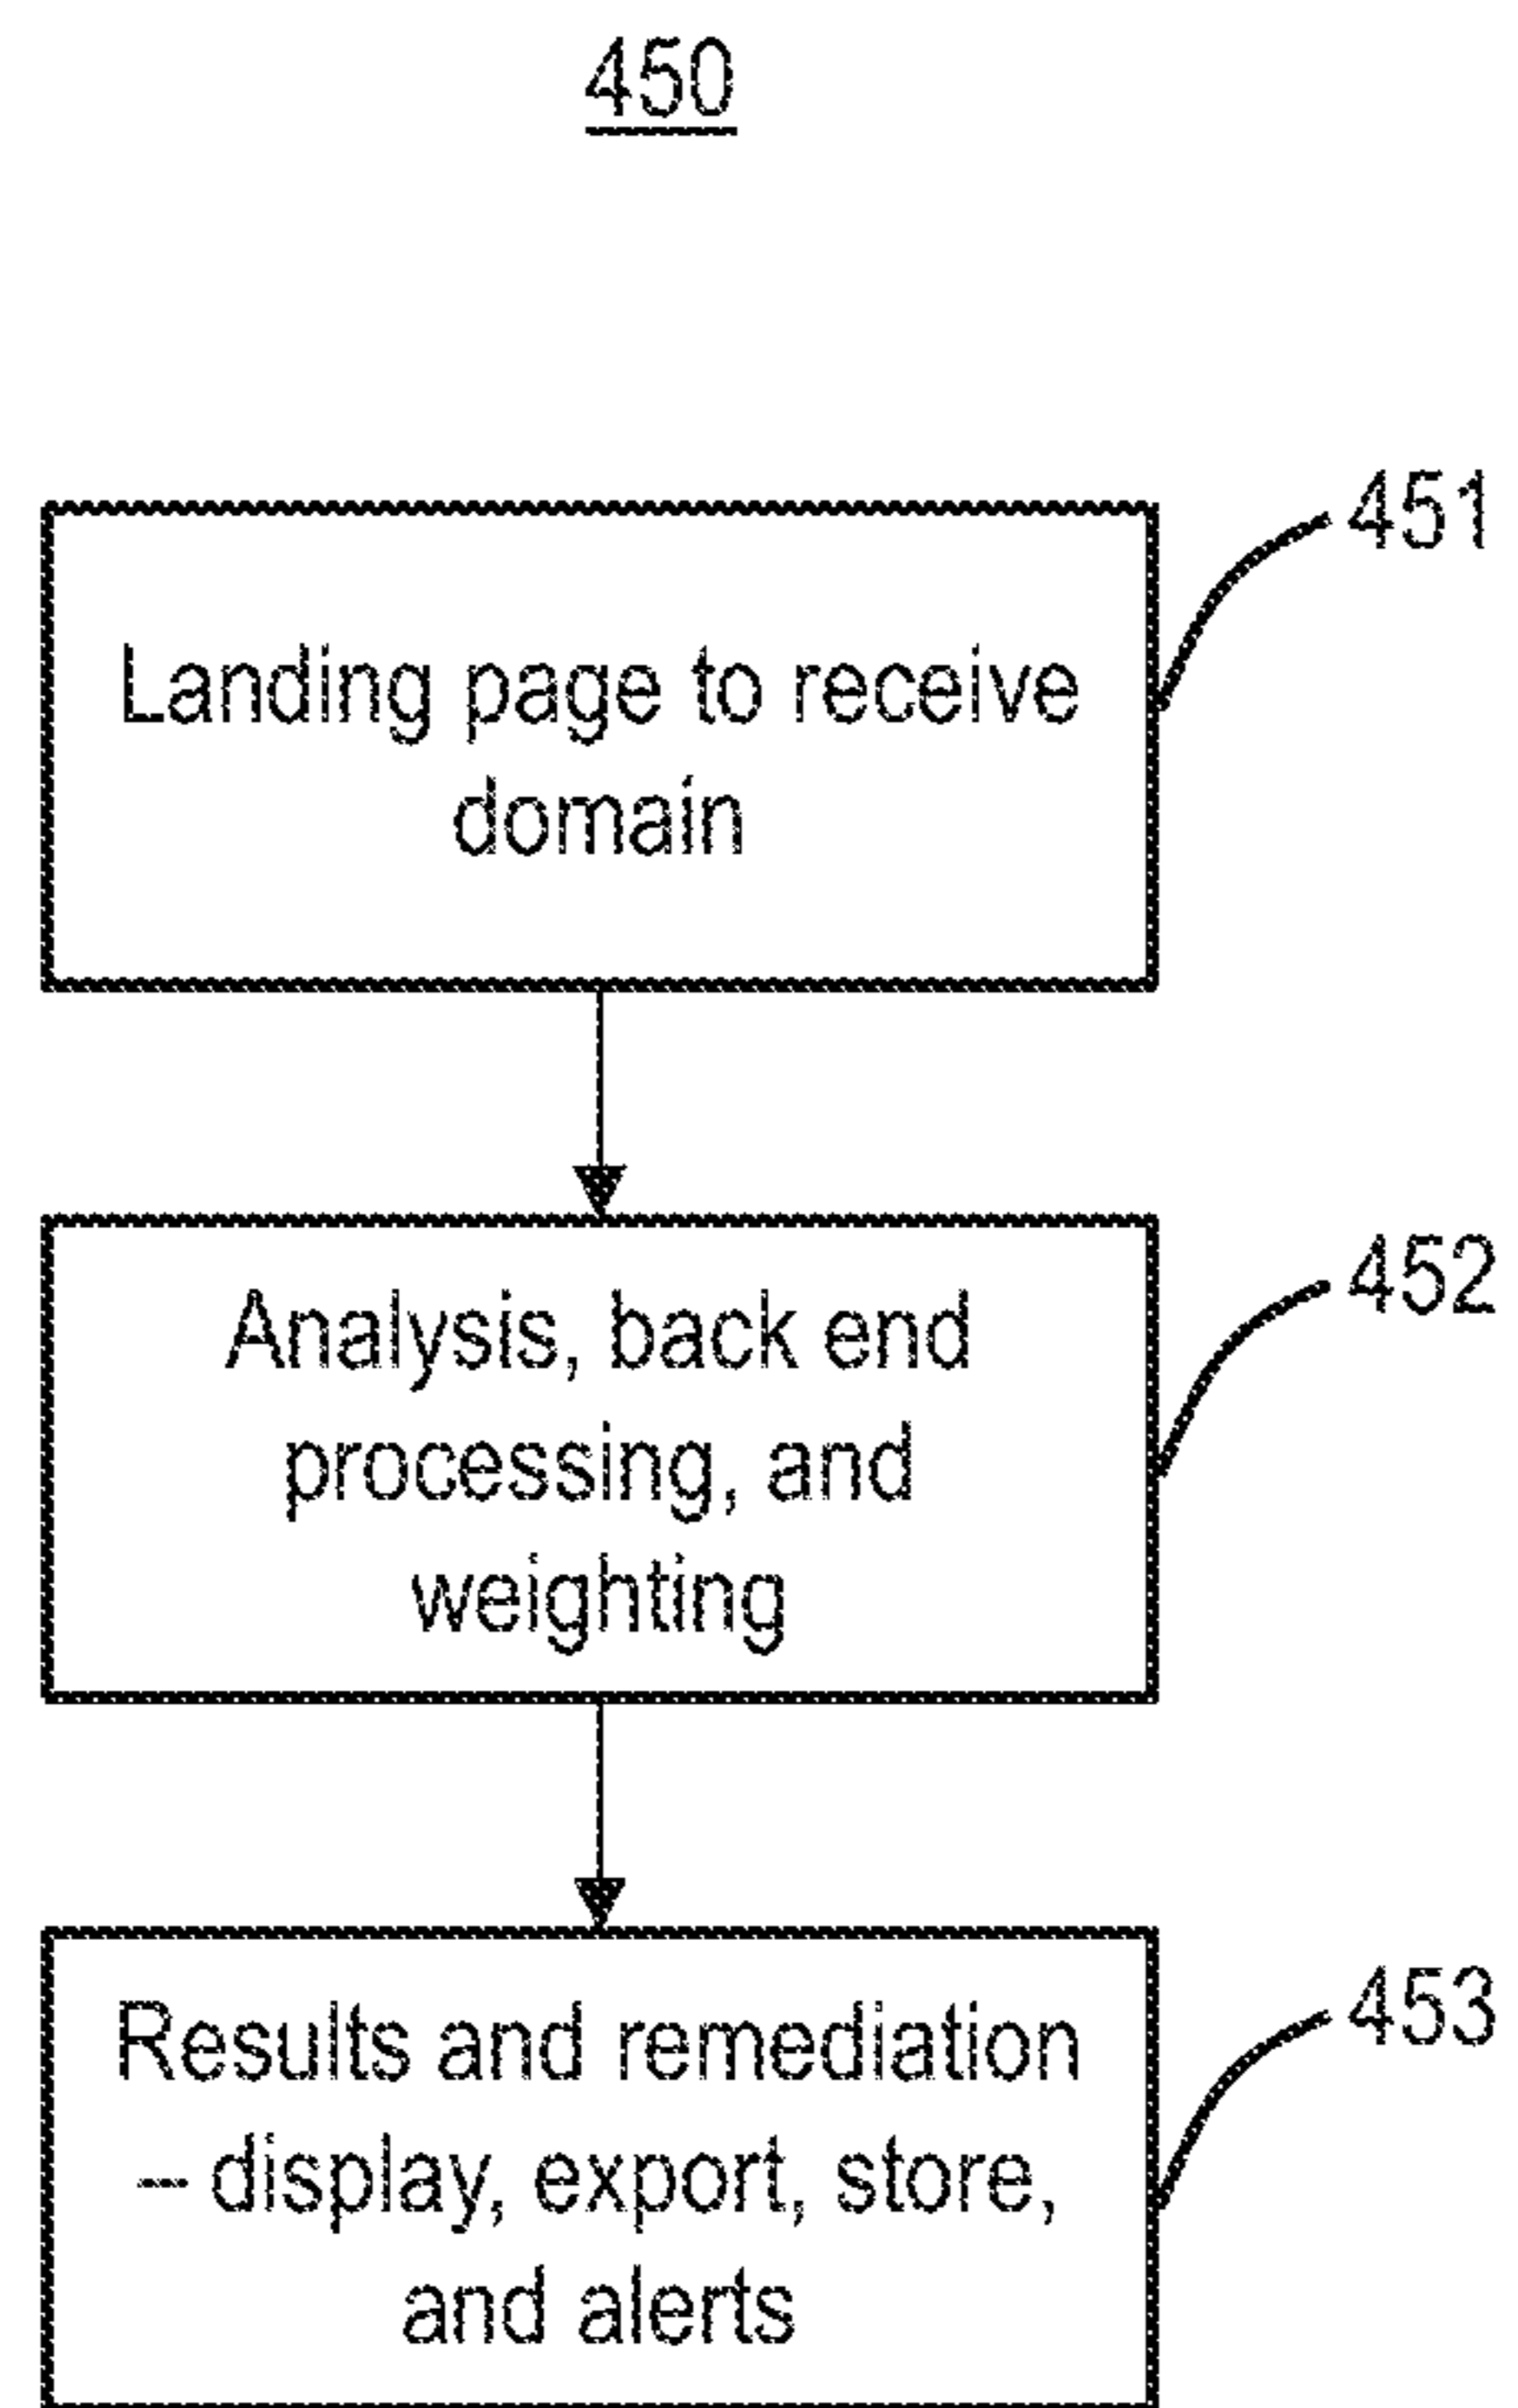 450
451
Landing page to receive
domain
452
Analysis, back end
processing, and
weighting
453
Results and remediation
– display, export, store,
and alerts